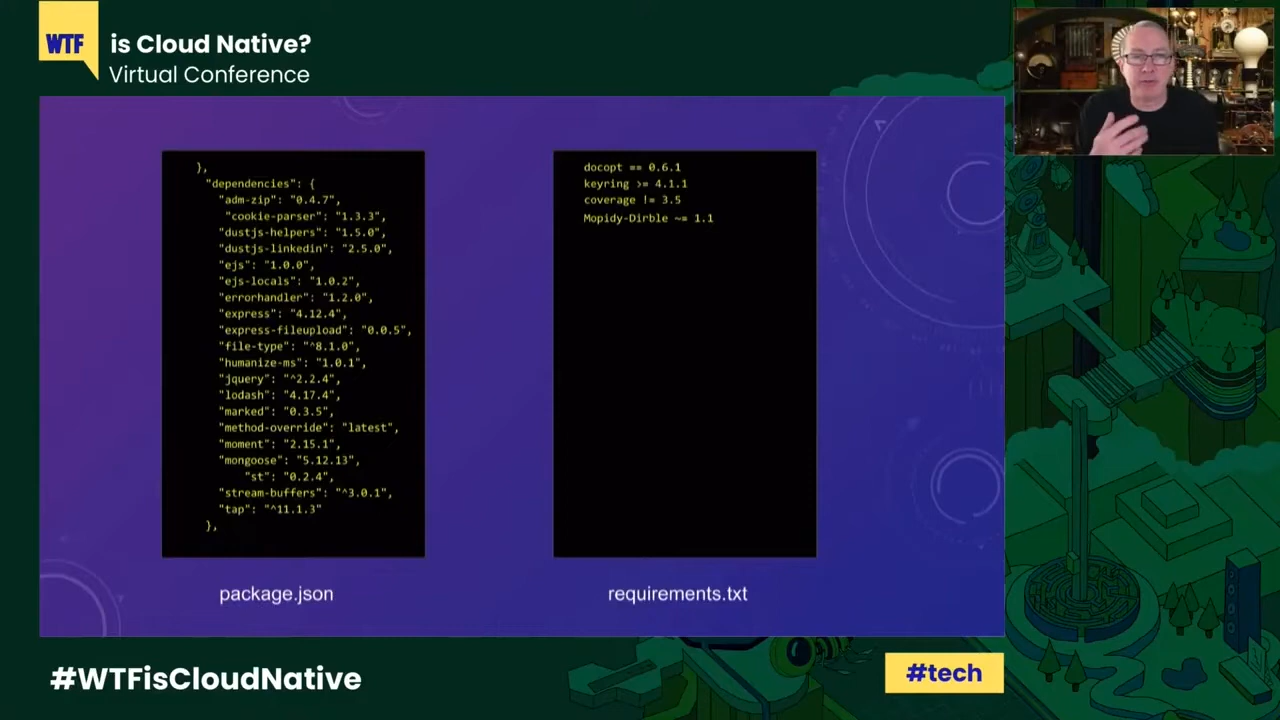 WTF is Cloud Native?
Virtual Conference
},
"dependencies": {
"adm-zip": "0.4.7",
"cookie-parser": "1.3.3",
"dustjs-helpers": "1.5.0",
"dustjs-linkedin": "2.5.0",
"ejs": "1.0.0",
"ejs-locals": "1.0.2",
"errorhandler": "1.2.0",
"express": "4.12.4",
"express-fileupload": "0.0.5",
"file-type": "^8.1.0",
"humanize-ms": "1.0.1",
"jquery": "^2.2.4",
"lodash": "4.17.4",
"marked": "0.3.5",
"method-override": "latest",
"moment": "2.15.1",
"mongoose": "5.12.13",
"st": "0.2.4",
"stream-buffers": "^3.0.1",
"tap": "^11.1.3"
},
package.json
docopt == 0.6.1
keyring >= 4.1.1
coverage != 3.5
Mopidy-Dirble ~= 1.1
requirements.txt
#WTFisCloudNative
#tech